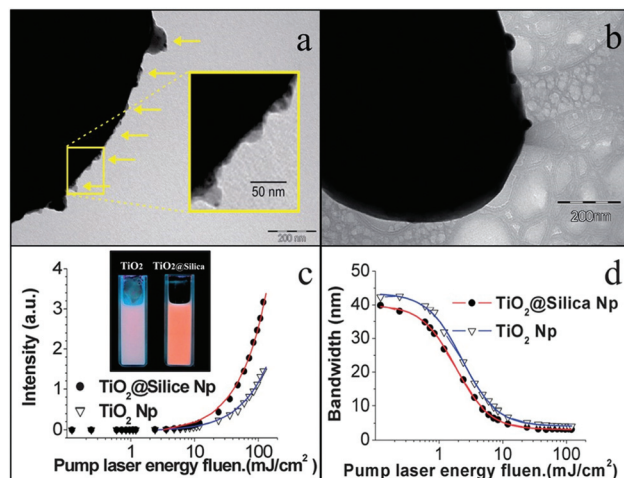 a
50 nm
200 nm
b
200nm
c
TiO2
TiO2@Silica
Intensity (a.u.)
4
3
2
1
0
TiO2@Silice Np
TiO2 Np
1
10
100
Pump laser energy fluen.(mJ/cm2)
d
Bandwidth (nm)
50
40
30
20
10
0
TiO2@Silica Np
TiO2 Np
1
10
100
Pump laser energy fluen.(mJ/cm2)